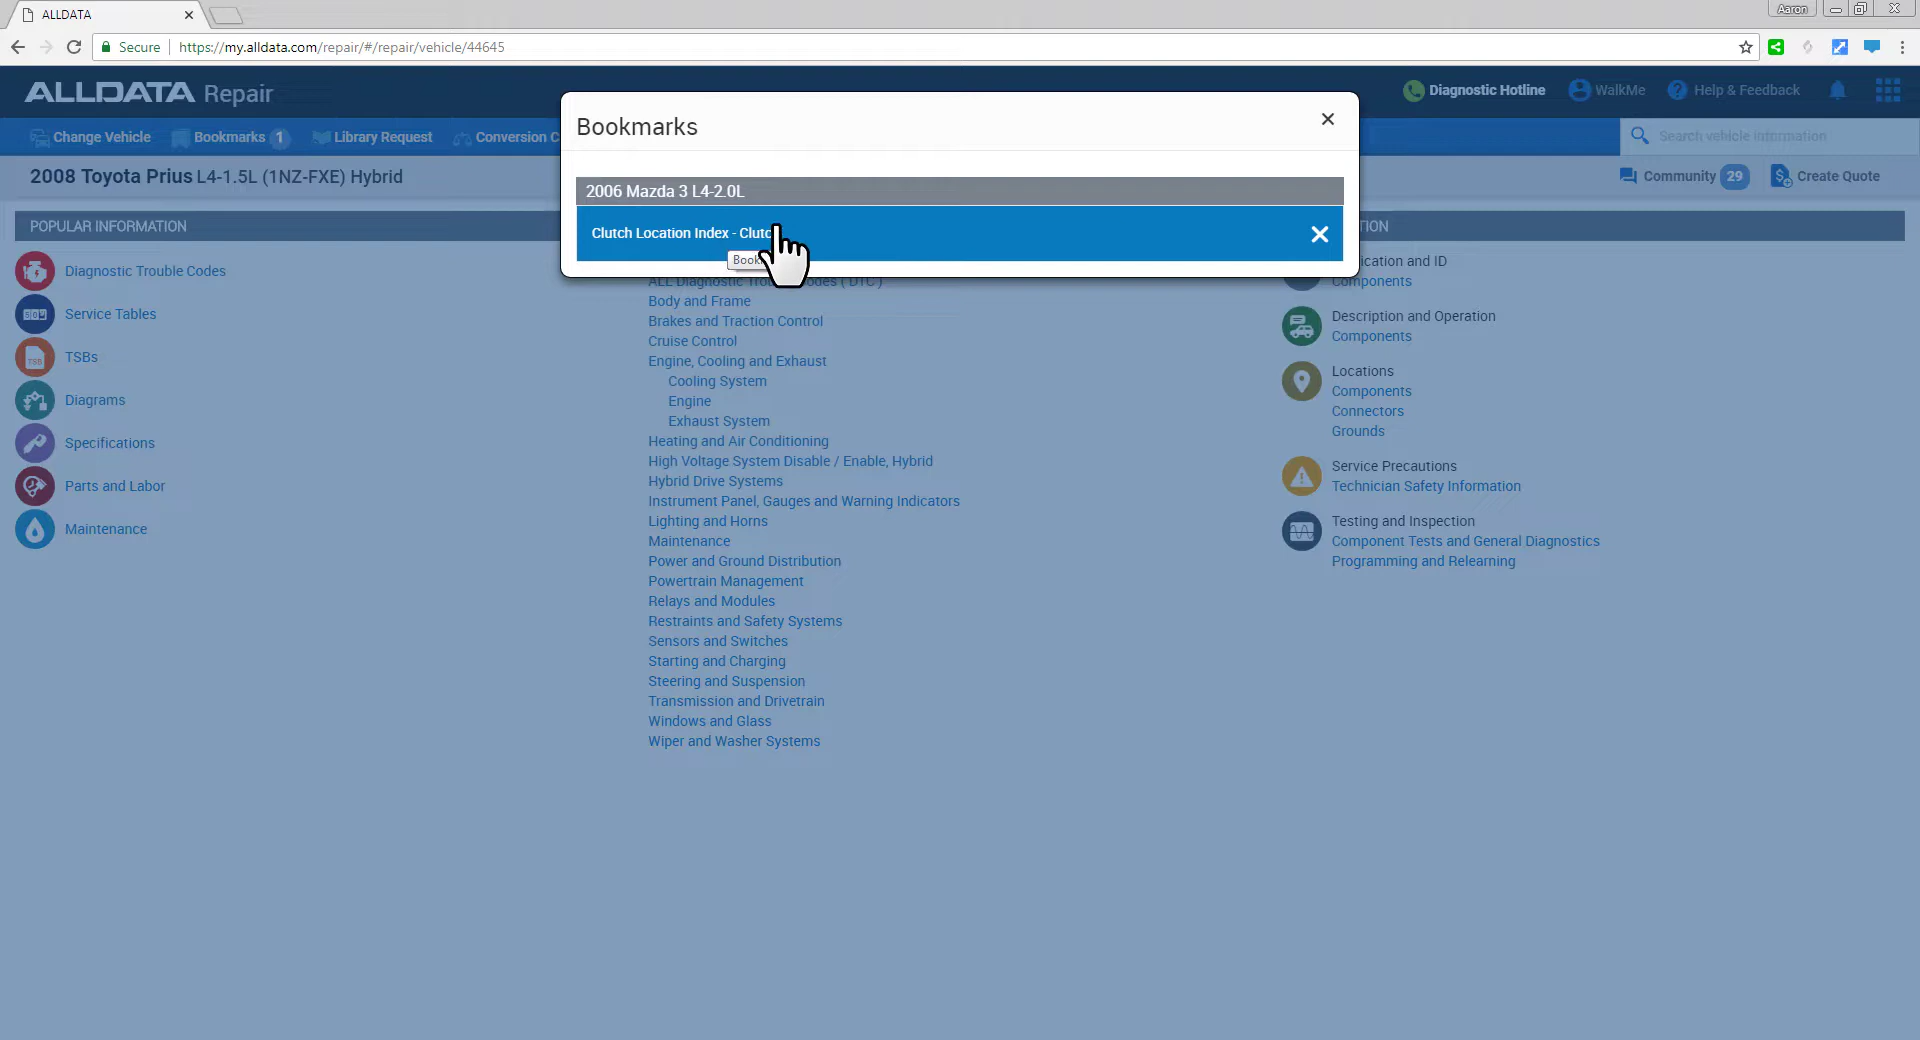 ALLDATA
Aaron
Secure
https://my.alldata.com/repair/#/repair/vehicle/44645
ALLDATA Repair
Diagnostic Hotline
WalkMe
Help & Feedback
Change Vehicle
Bookmarks 1
Library Request
Conversion C
Search vehicle information
2008 Toyota Prius L4-1.5L (1NZ-FXE) Hybrid
Community 29
Create Quote
Bookmarks
2006 Mazda 3 L4-2.0L
Clutch Location Index -
POPULAR INFORMATION
Diagnostic Trouble Codes
Service Tables
TSBs
Diagrams
Specifications
Parts and Labor
Maintenance
ALL Diagnostic Trouble Codes ( DTC )
Body and Frame
Brakes and Traction Control
Cruise Control
Engine, Cooling and Exhaust
Cooling System
Engine
Exhaust System
Heating and Air Conditioning
High Voltage System Disable / Enable, Hybrid
Hybrid Drive Systems
Instrument Panel, Gauges and Warning Indicators
Lighting and Horns
Maintenance
Power and Ground Distribution
Powertrain Management
Relays and Modules
Restraints and Safety Systems
Sensors and Switches
Starting and Charging
Steering and Suspension
Transmission and Drivetrain
Windows and Glass
Wiper and Washer Systems
and ID
Components
Description and Operation
Components
Locations
Components
Connectors
Grounds
Service Precautions
Technician Safety Information
Testing and Inspection
Component Tests and General Diagnostics
Programming and Relearning